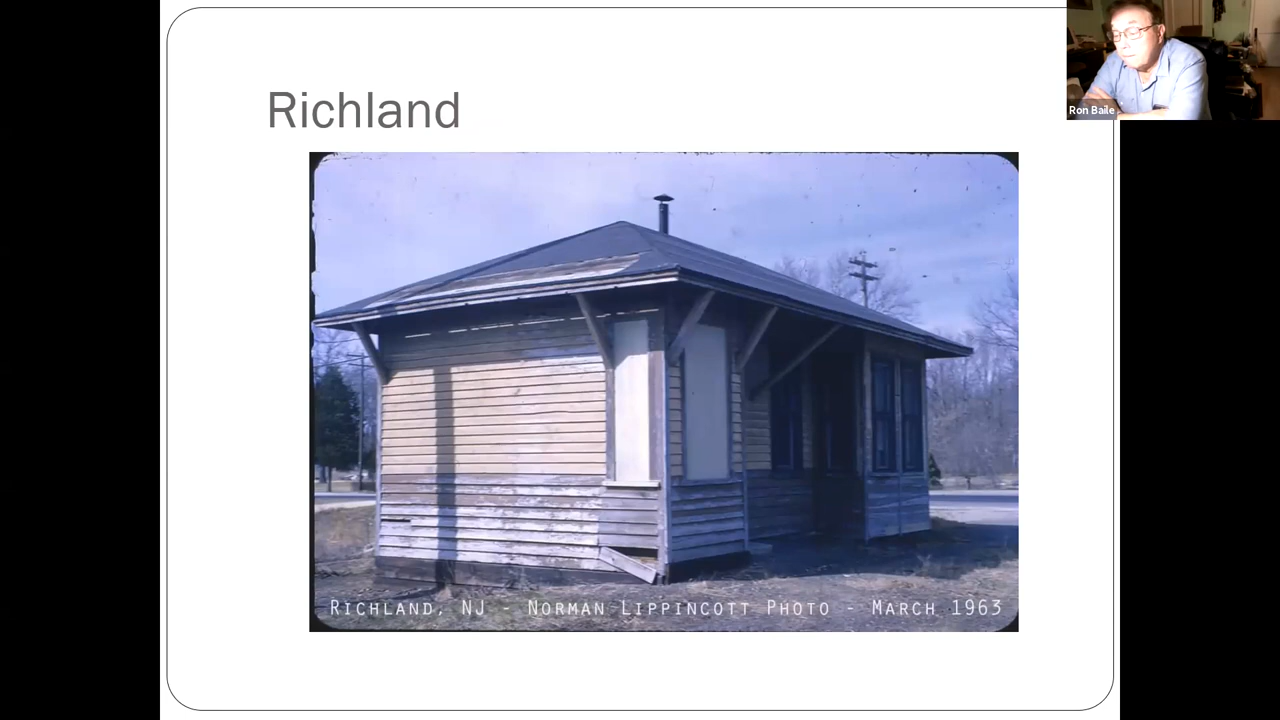 Richland
Ron Baile
RICHLAND, NJ - NORMAN LIPPINCOTT PHOTO - MARCH 1963